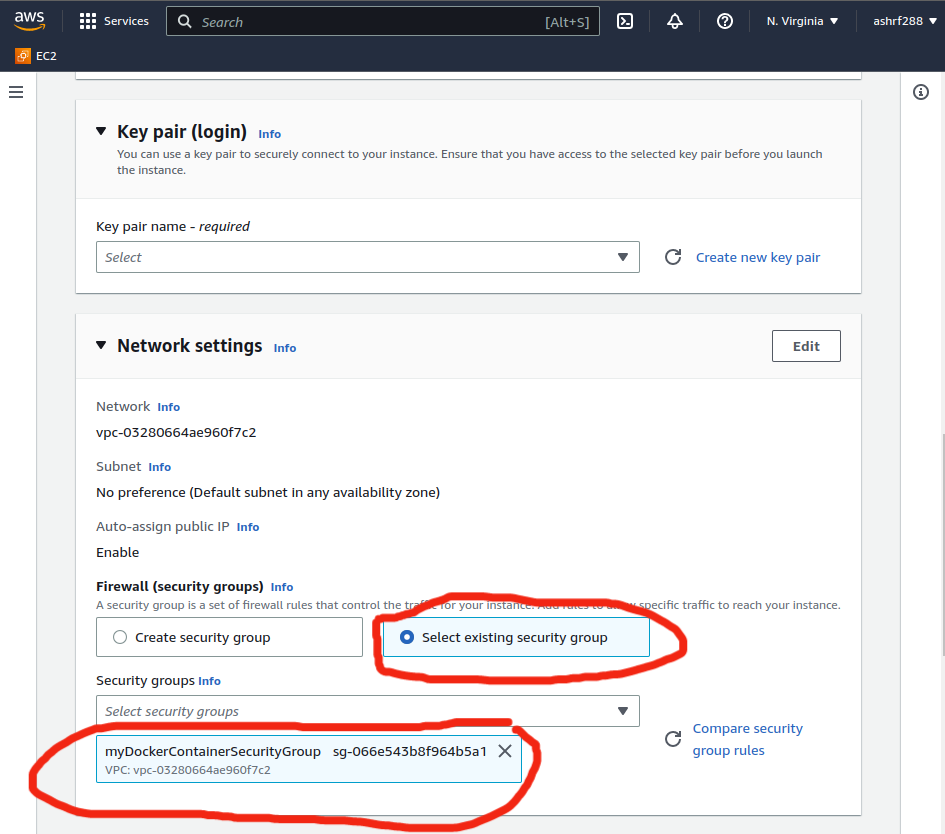 aws
Services
Search
[Alt+S]
N. Virginia
ashrf288
EC2
Key pair (login) Info
You can use a key pair to securely connect to your instance. Ensure that you have access to the selected key pair before you launch
the instance.
Key pair name - required
Select
Create new key pair
Network settings Info
Edit
Network Info
vpc-03280664ae960f7c2
Subnet Info
No preference (Default subnet in any availability zone)
Auto-assign public IP Info
Enable
Firewall (security groups) Info
A security group is a set of firewall rules that control the traffic for your instance. Add rules to allow specific traffic to reach your instance.
Create security group
Select existing security group
Security groups Info
Select security groups
Compare security
group rules
myDockerContainerSecurityGroup sg-066e543b8f964b5a1
VPC: vpc-03280664ae960f7c2